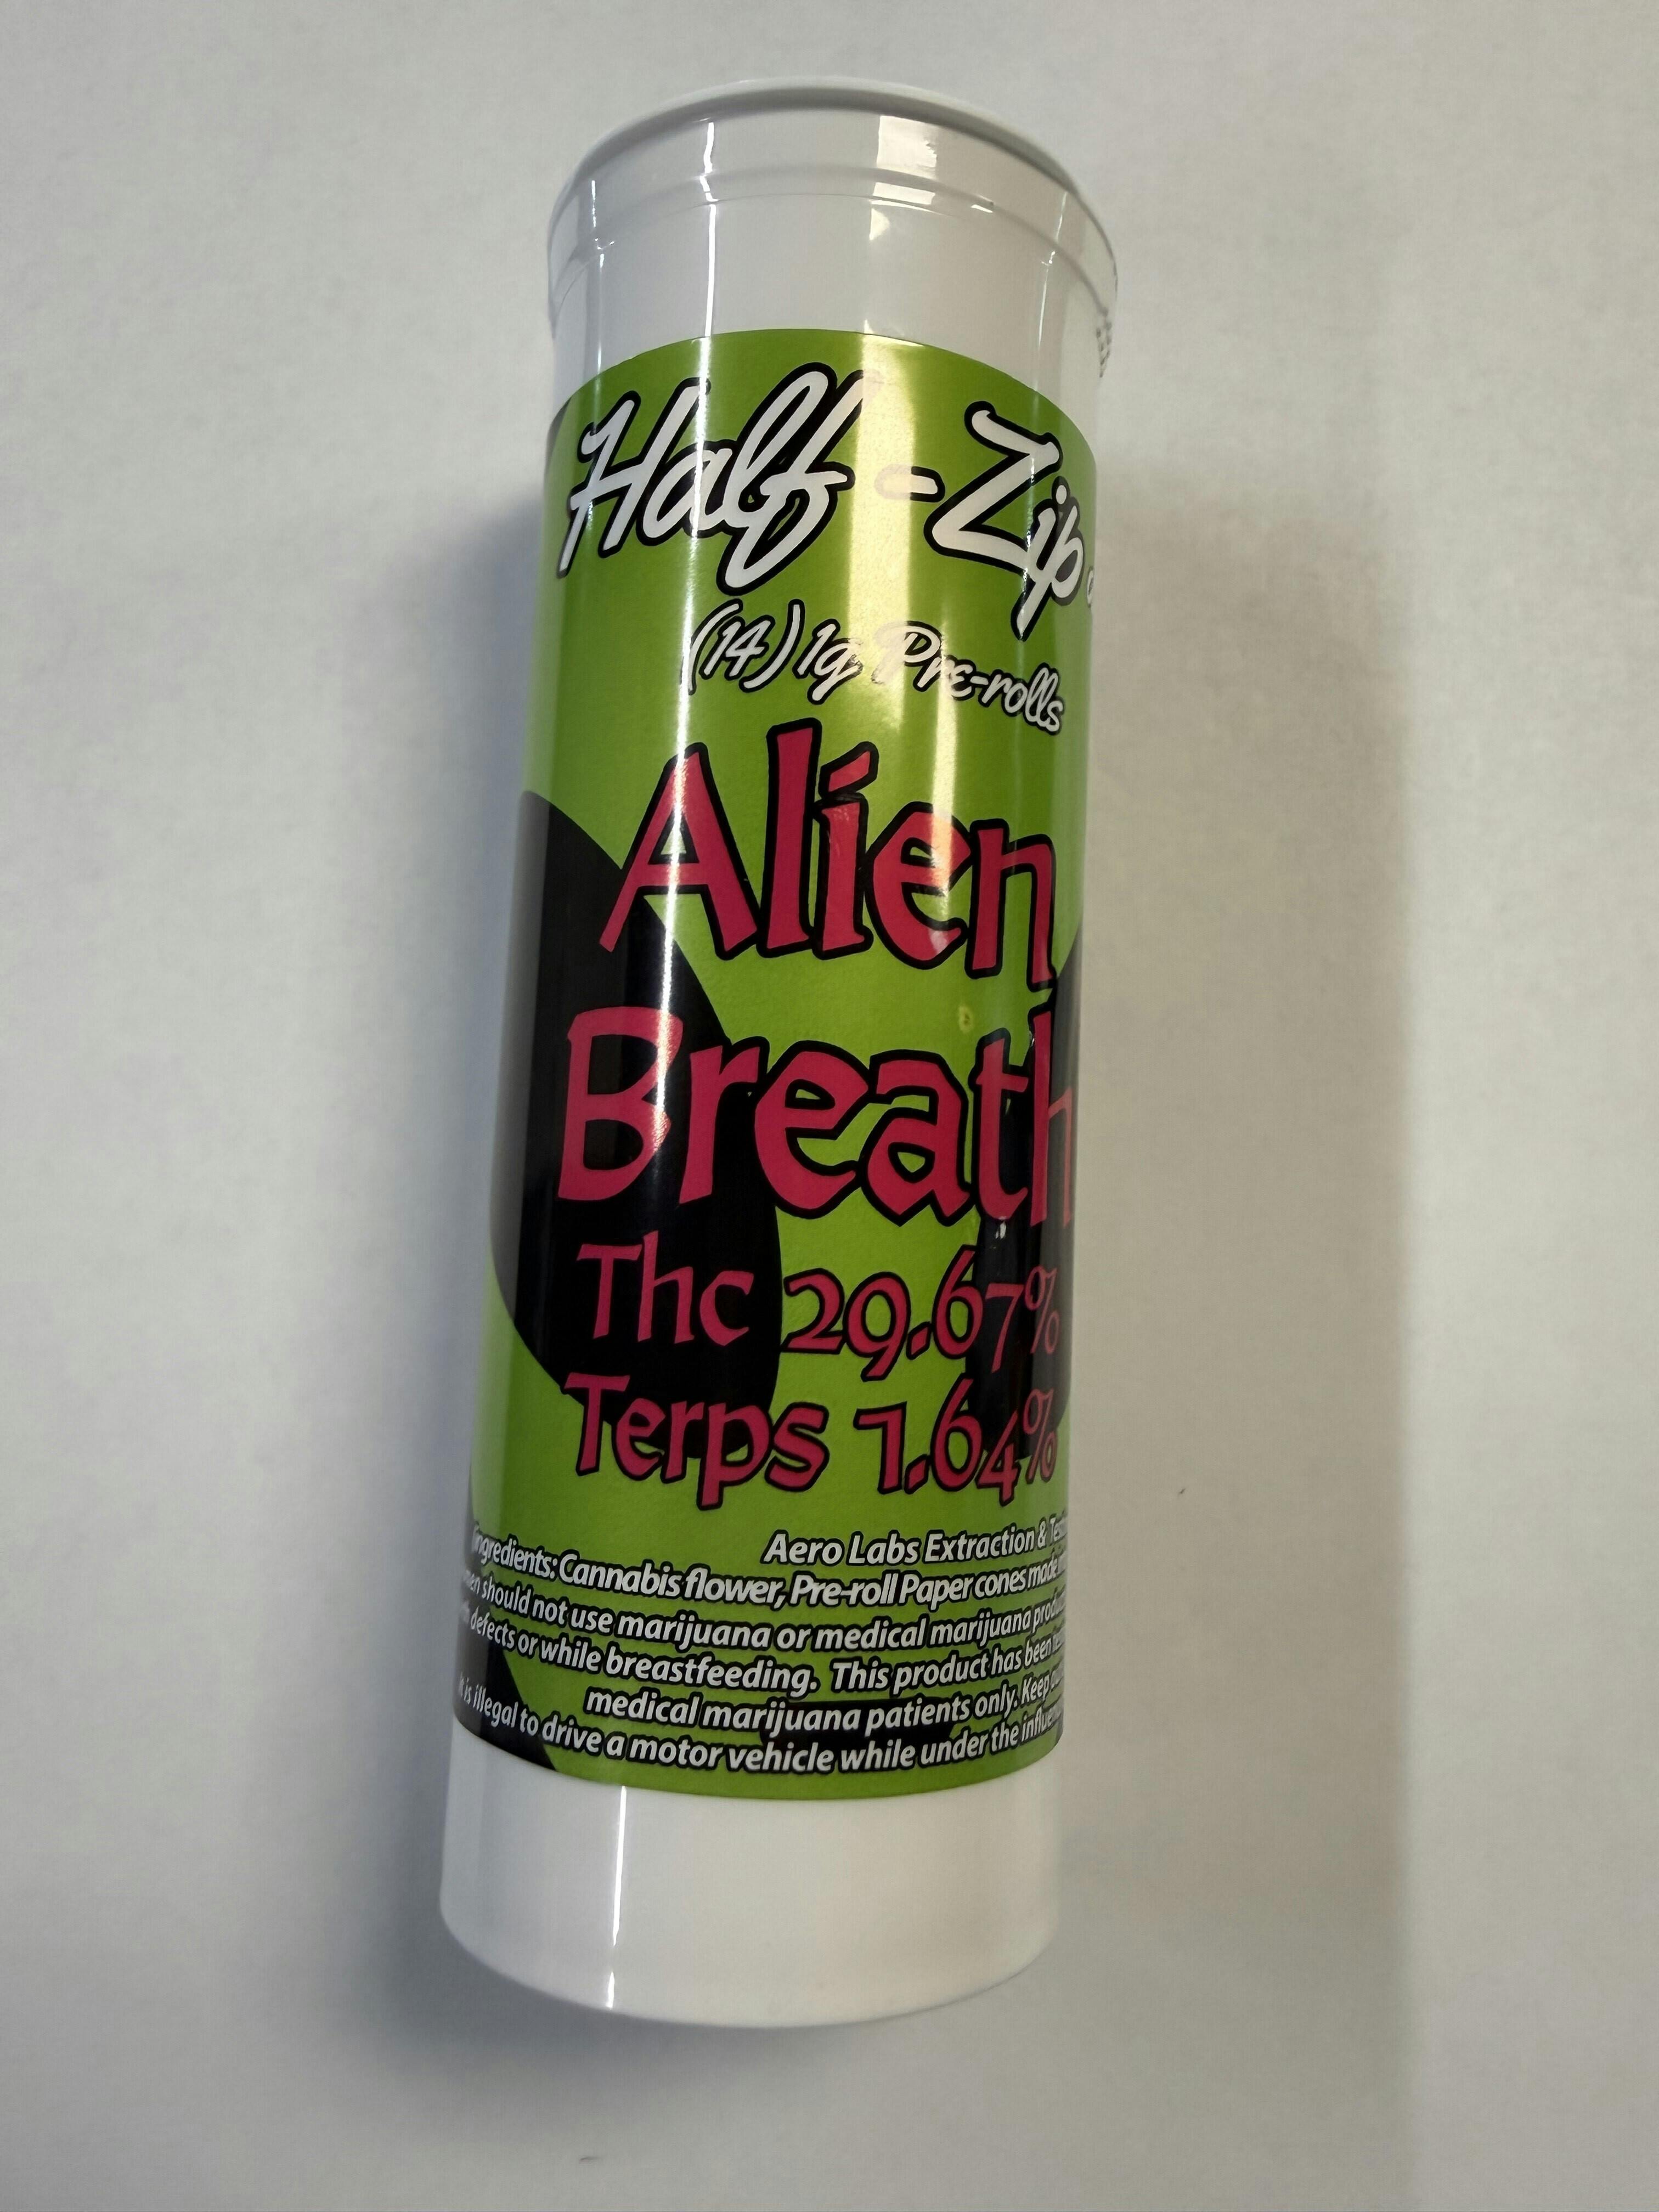 Half-Zip
(14) 1g Pre-rolls
Alien
Breath
Thc 29.67%
Terps 1.64%
Aero Labs Extraction &
Ingredients: Cannabis flower, Pre-roll Paper cones made
should not use marijuana or medical marijuana
defects or while breastfeeding. This product has been
medical marijuana patients only. Keep
It is illegal to drive a motor vehicle while under the